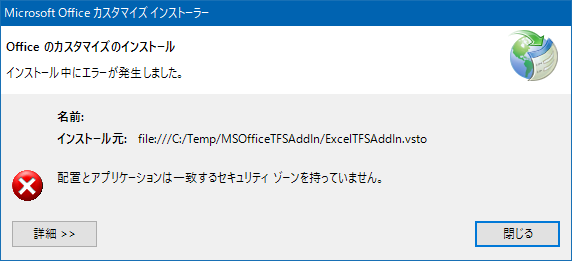 Microsoft Office カスタマイズ インストーラー
Office のカスタマイズのインストール
インストール中にエラーが発生しました。
名前:
インストール元: file:///C:/Temp/MSOfficeTFSAddIn/ExcelTFSAddIn.vsto
配置とアプリケーションは一致するセキュリティ ゾーンを持っていません。
詳細 >>
閉じる